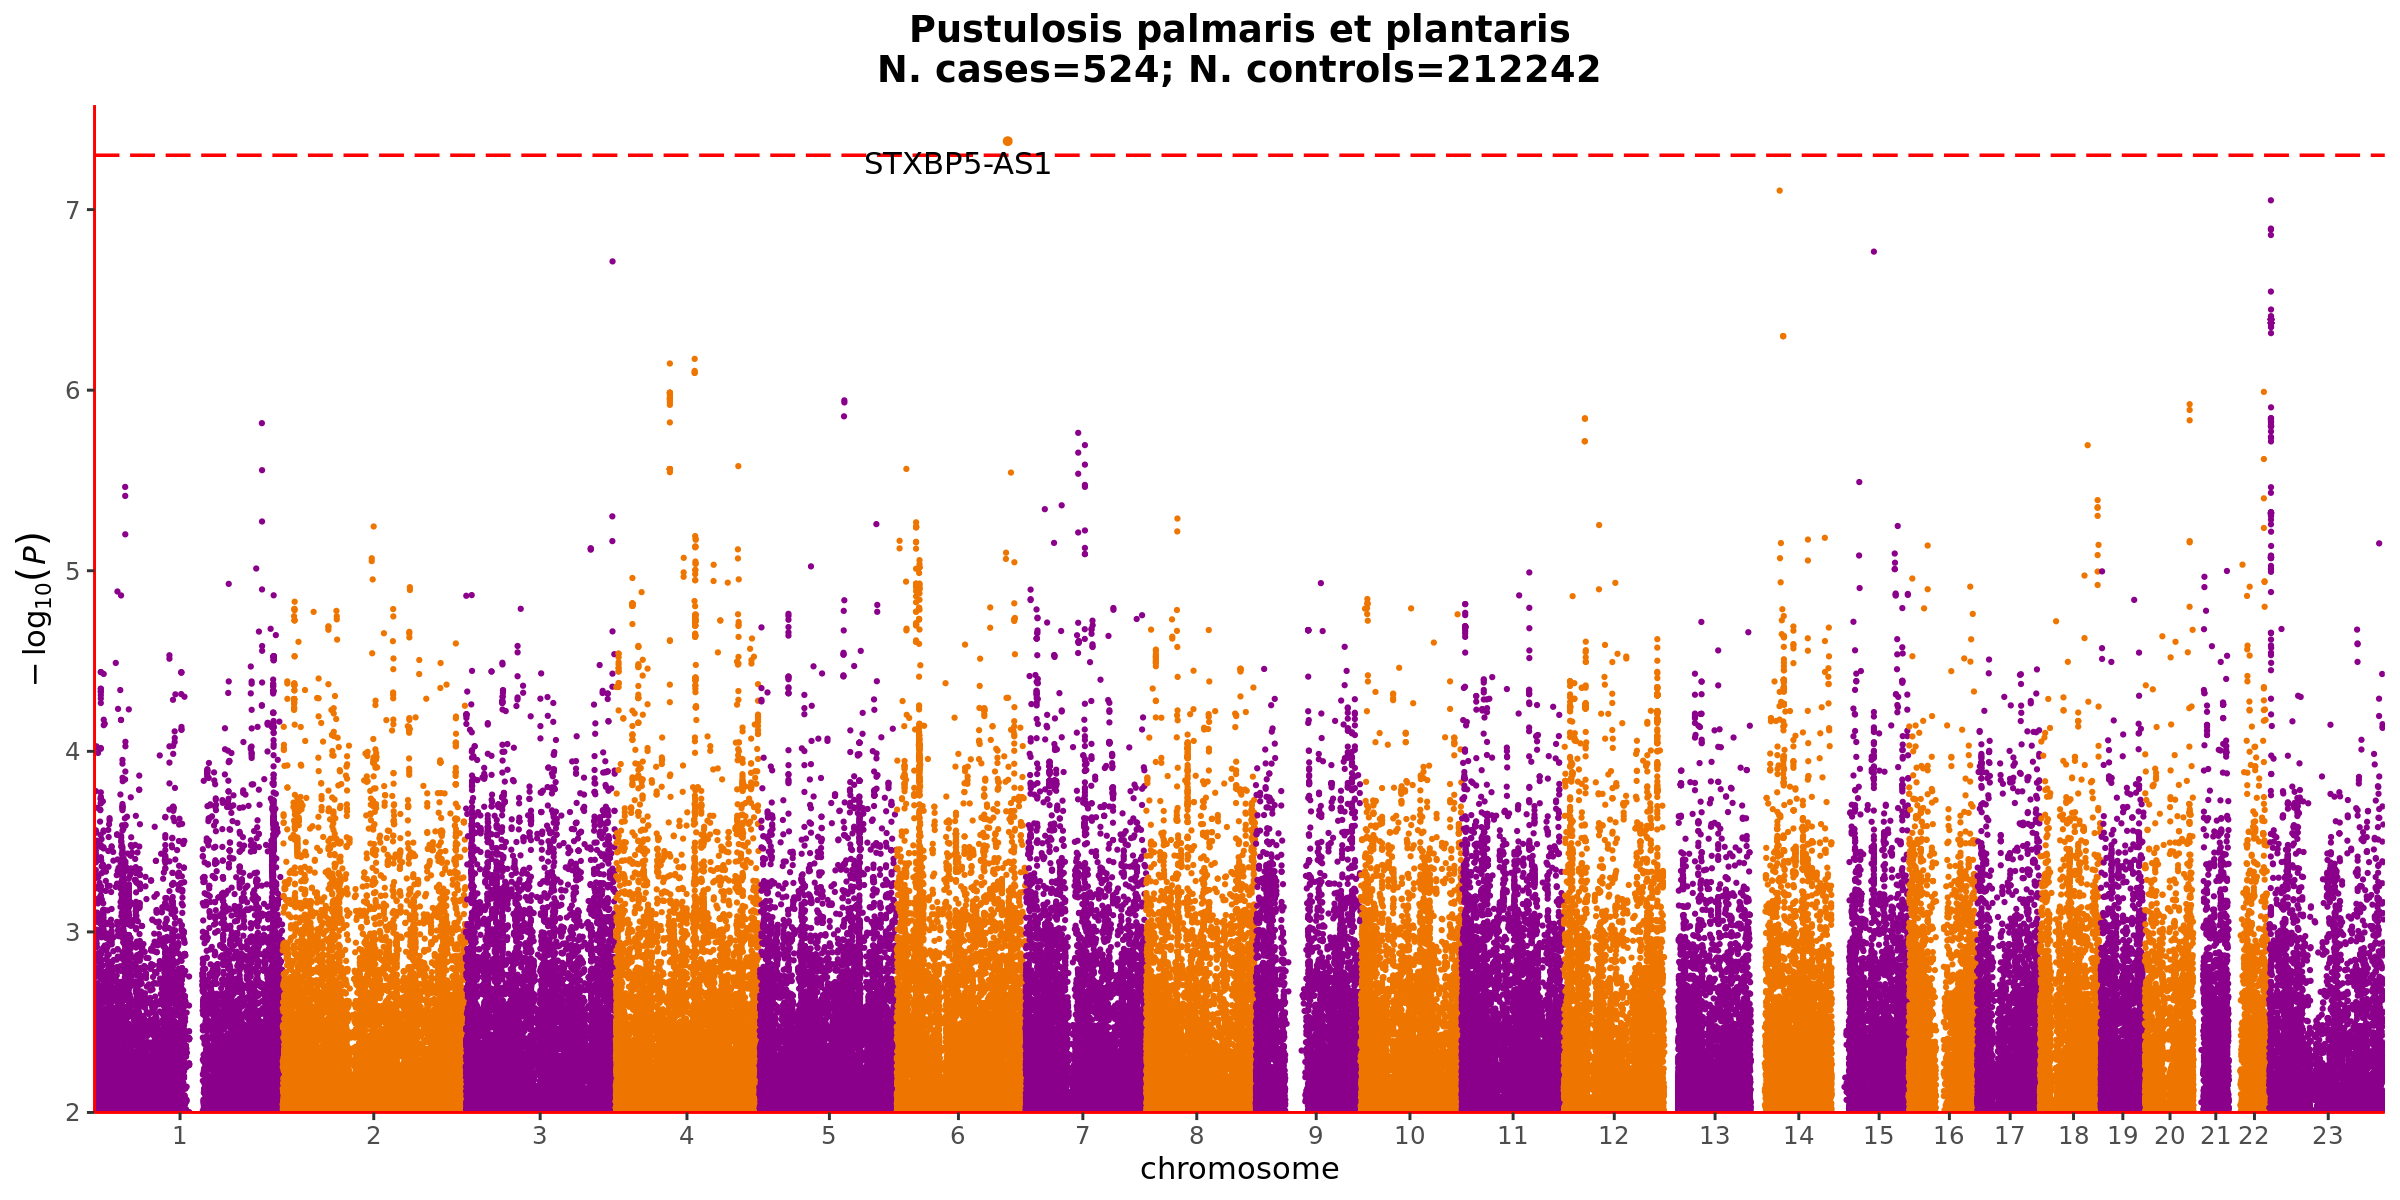 Pustulosis palmaris et plantaris
N. cases=524; N. controls=212242
STXBP5-AS1
7
6
5
4
3
2
−log10(P)
1 2 3 4 5 6 7 8 9 10 11 12 13 14 15 16 17 18 19 20 21 22 23
chromosome